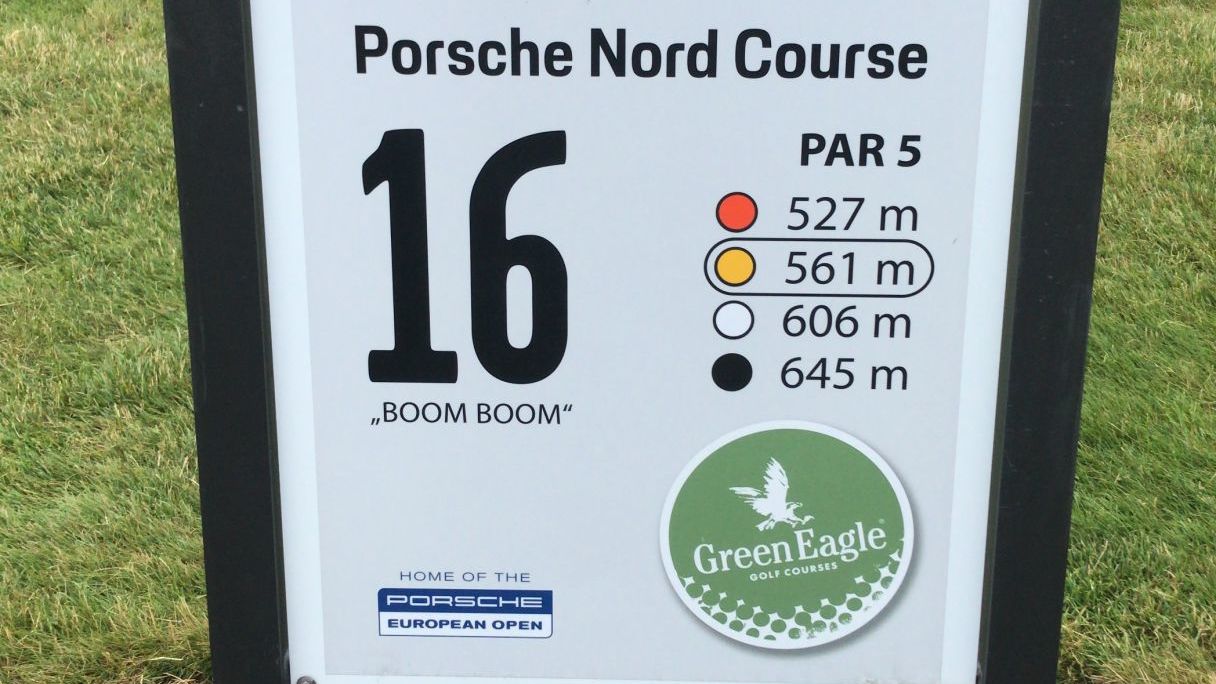 Porsche Nord Course
16
„BOOM BOOM“
PAR 5
527 m
561 m
606 m
645 m
GreenEagle®
GOLF COURSES
HOME OF THE
PORSCHE
EUROPEAN OPEN